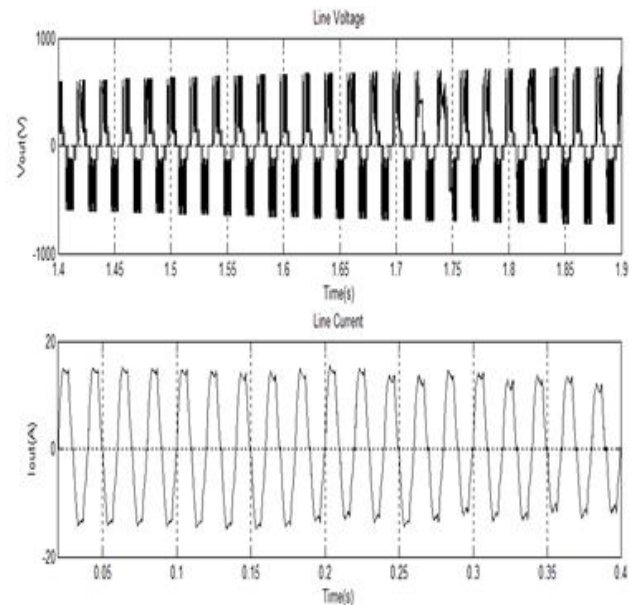 Line Voltage
1000
0
-1000
Vout(V)
1.4 1.45 1.5 1.55 1.6 1.65 1.7 1.75 1.8 1.85 1.9
Time(s)
Line Current
20
0
-20
Iout(A)
0.05 0.1 0.15 0.2 0.25 0.3 0.35 0.4
Time(s)